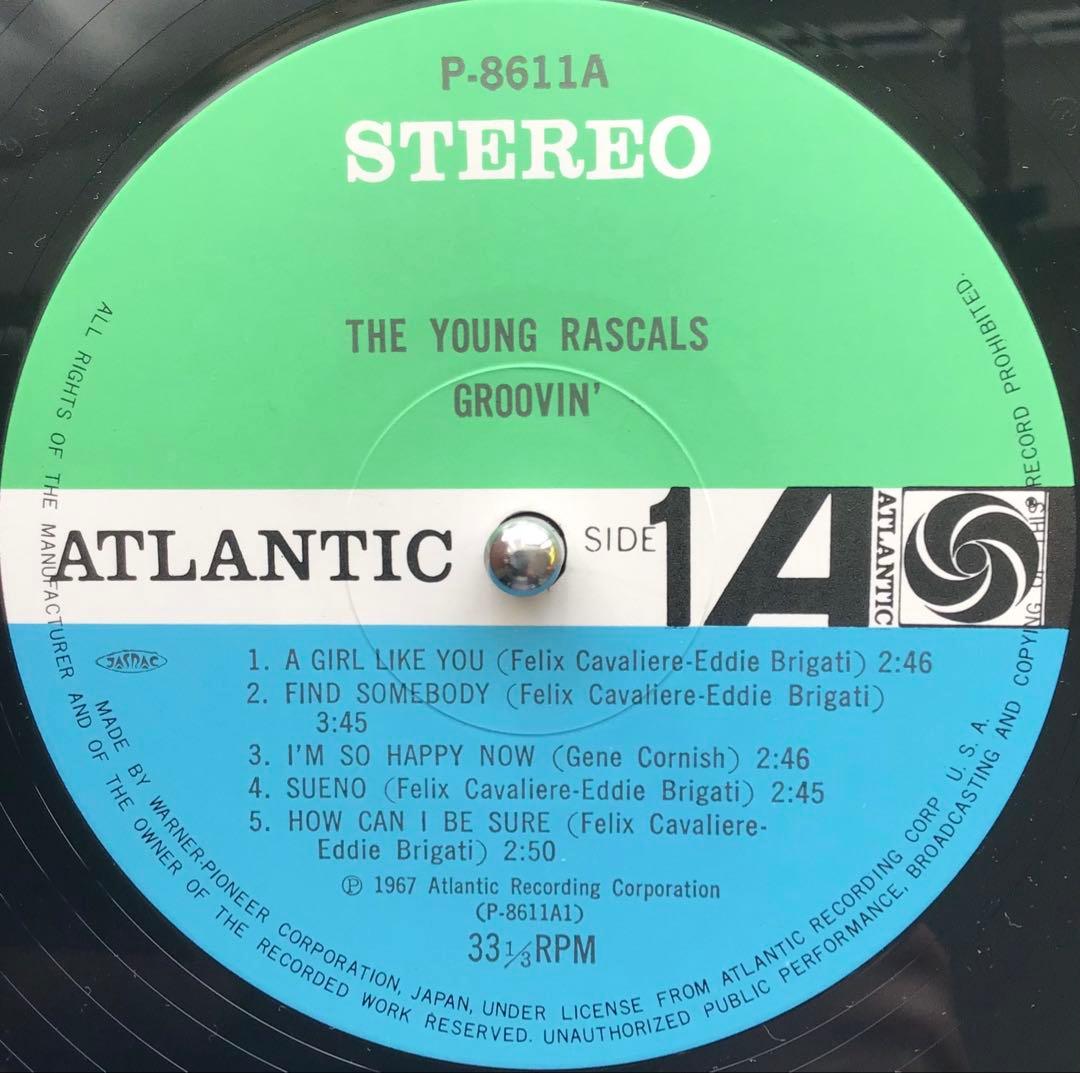 P-8611A
STEREO
THE YOUNG RASCALS
GROOVIN'
ATLANTIC
SIDE 1
A
ATLANTIC
®
JASRAC
1. A GIRL LIKE YOU (Felix Cavaliere-Eddie Brigati) 2:46
2. FIND SOMEBODY (Felix Cavaliere-Eddie Brigati)
3:45
3. I'M SO HAPPY NOW (Gene Cornish) 2:46
4. SUENO (Felix Cavaliere-Eddie Brigati) 2:45
5. HOW CAN I BE SURE (Felix Cavaliere-
Eddie Brigati) 2:50
℗ 1967 Atlantic Recording Corporation
(P-8611A1)
33⅓RPM
MADE BY WARNER-PIONEER CORPORATION, JAPAN, UNDER LICENSE FROM ATLANTIC RECORDING CORP U. S. A.
ALL RIGHTS OF THE MANUFACTURER AND OF THE OWNER OF THE RECORDED WORK RESERVED. UNAUTHORIZED PUBLIC PERFORMANCE, BROADCASTING AND COPYING OF THIS RECORD PROHIBITED.